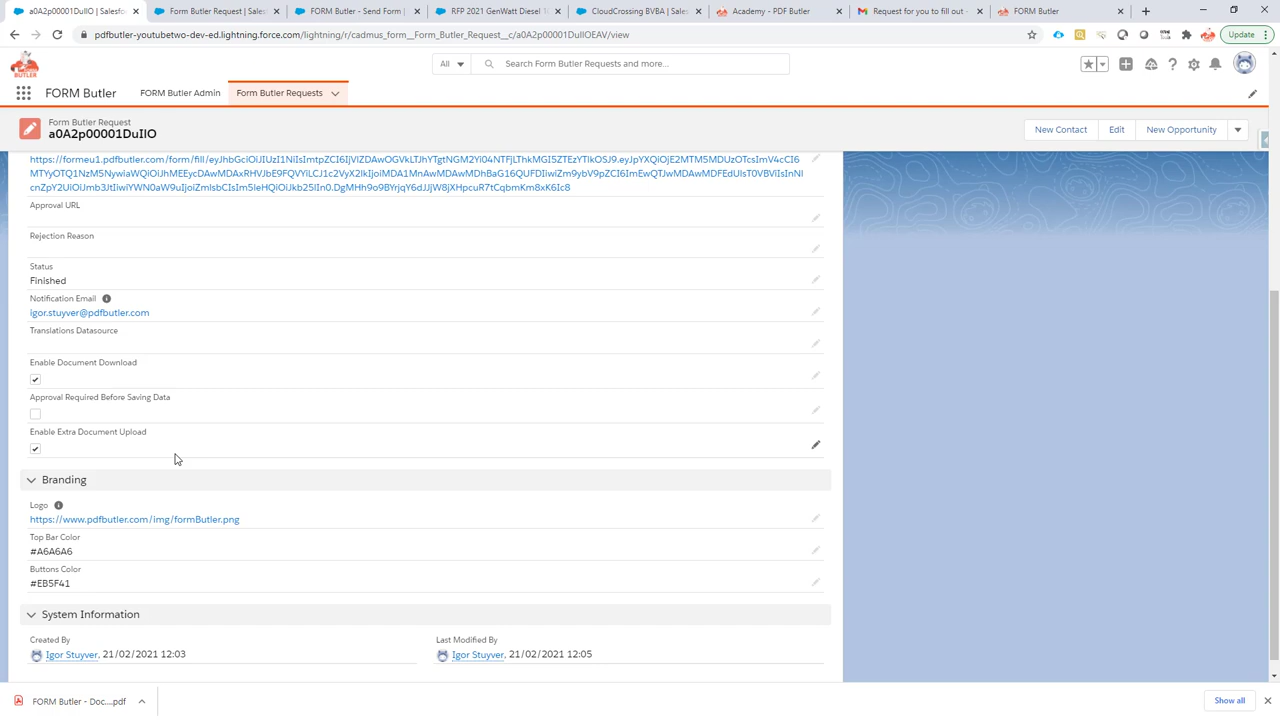 a0A2p00001DuIIO | Salesfo
Form Butler Request | Sales
FORM Butler - Send Form |
RFP 2021 GenWatt Diesel 1
CloudCrossing BVBA | Sales
Academy - PDF Butler
Request for you to fill out -
FORM Butler
pdfbutler-youtubetwo-dev-ed.lightning.force.com/lightning/r/cadmus_form__Form_Butler_Request__c/a0A2p00001DuIIOEAV/view
Update
BUTLER
All
Search Form Butler Requests and more...
FORM Butler
FORM Butler Admin
Form Butler Requests
Form Butler Request
a0A2p00001DuIIO
New Contact
Edit
New Opportunity
Approval URL
Rejection Reason
Status
Finished
Notification Email
igor.stuyver@pdfbutler.com
Translations Datasource
Enable Document Download
Approval Required Before Saving Data
Enable Extra Document Upload
Branding
Logo
https://www.pdfbutler.com/img/formButler.png
Top Bar Color
#A6A6A6
Buttons Color
#EB5F41
System Information
Created By
Igor Stuyver, 21/02/2021 12:03
Last Modified By
Igor Stuyver, 21/02/2021 12:05
FORM Butler - Doc....pdf
Show all